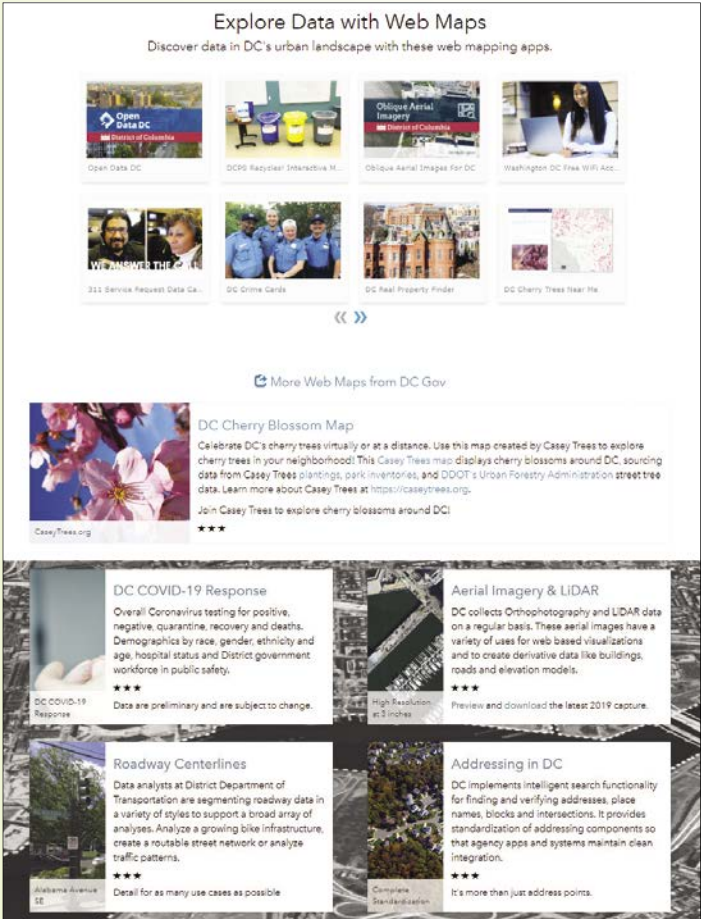 Explore Data with Web Maps
Discover data in DC's urban landscape with these web mapping apps.
Open
Data DC
District of Columbia
Oblique Aerial
Imagery
District of Columbia
Open Data DC
DCPS Recycles! Interactive M...
Oblique Aerial Images For DC
Washington DC Free WiFi Acc...
WE ANSWER THE CALL
311 Service Request Data Ca...
DC Crime Cards
DC Real Property Finder
DC Cherry Trees Near Me
More Web Maps from DC Gov
DC Cherry Blossom Map
Celebrate DC's cherry trees virtually or at a distance. Use this map created by Casey Trees to explore
cherry trees in your neighborhood! This Casey Trees map displays cherry blossoms around DC, sourcing
data from Casey Trees plantings, park inventories, and DDOT's Urban Forestry Administration street tree
data. Learn more about Casey Trees at https://caseytrees.org.
Join Casey Trees to explore cherry blossoms around DC!
★★★
CaseyTrees.org
DC COVID-19 Response
Overall Coronavirus testing for positive,
negative, quarantine, recovery and deaths.
Demographics by race, gender, ethnicity and
age, hospital status and District government
workforce in public safety.
★★★
Data are preliminary and are subject to change.
DC COVID-19
Response
Aerial Imagery & LiDAR
DC collects Orthophotography and LiDAR data
on a regular basis. These aerial images have a
variety of uses for web based visualizations
and to create derivative data like buildings,
roads and elevation models.
★★★
Preview and download the latest 2019 capture.
High Resolution
at 3 inches
Roadway Centerlines
Data analysts at District Department of
Transportation are segmenting roadway data in
a variety of styles to support a broad array of
analyses. Analyze a growing bike infrastructure,
create a routable street network or analyze
traffic patterns.
★★★
Detail for as many use cases as possible
Alabama Avenue
SE
Addressing in DC
DC implements intelligent search functionality
for finding and verifying addresses, place
names, blocks and intersections. It provides
standardization of addressing components so
that agency apps and systems maintain clean
integration.
★★★
It's more than just address points.
Complete
Standardization